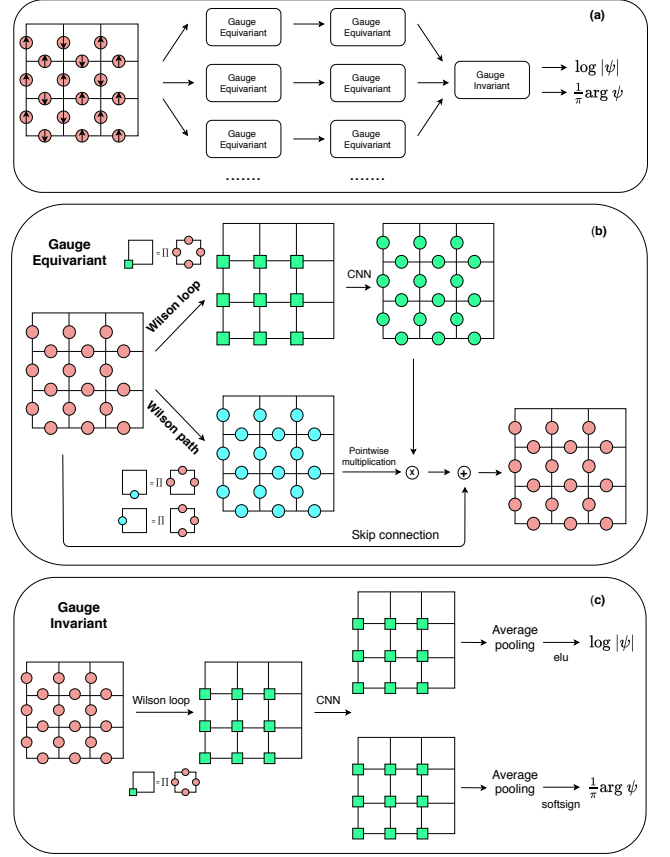 (a)
Gauge
Equivariant
Gauge
Equivariant
Gauge
Equivariant
Gauge
Equivariant
Gauge
Invariant
log |ψ|
1/π arg ψ
Gauge
Equivariant
Gauge
Equivariant
.......
.......
(b)
Gauge
Equivariant
= ∏
Wilson loop
CNN
Wilson path
= ∏
= ∏
Pointwise
multiplication
x
+
Skip connection
(c)
Gauge
Invariant
Wilson loop
= ∏
CNN
Average
pooling
elu
log |ψ|
Average
pooling
softsign
1/π arg ψ